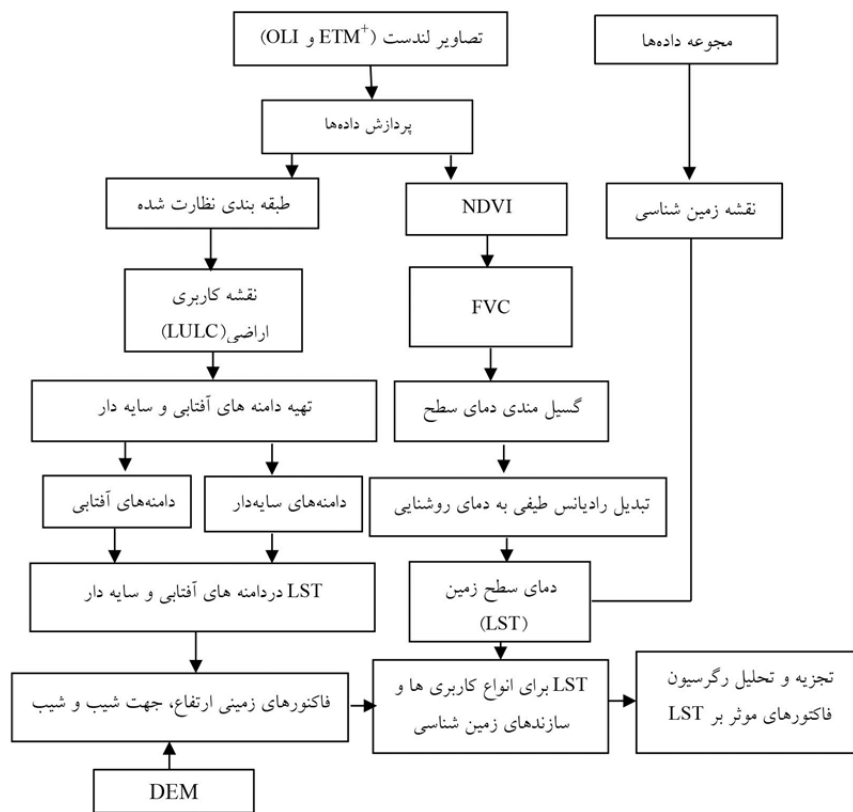 تصاویر لندست (ETM+ و OLI)
مجوعه داده‌ها
پردازش داده‌ها
طبقه بندی نظارت شده
NDVI
نقشه زمین شناسی
نقشه کاربری
اراضی(LULC)
FVC
تهیه دامنه های آفتابی و سایه دار
گسیل مندی دمای سطح
دامنه‌های آفتابی
دامنه‌های سایه‌دار
تبدیل رادیانس طیفی به دمای روشنایی
LST دردامنه های آفتابی و سایه دار
دمای سطح زمین
(LST)
فاکتورهای زمینی ارتفاع، جهت شیب و شیب
LST برای انواع کاربری ها و
سازندهای زمین شناسی
تجزیه و تحلیل رگرسیون
فاکتورهای موثر بر LST
DEM